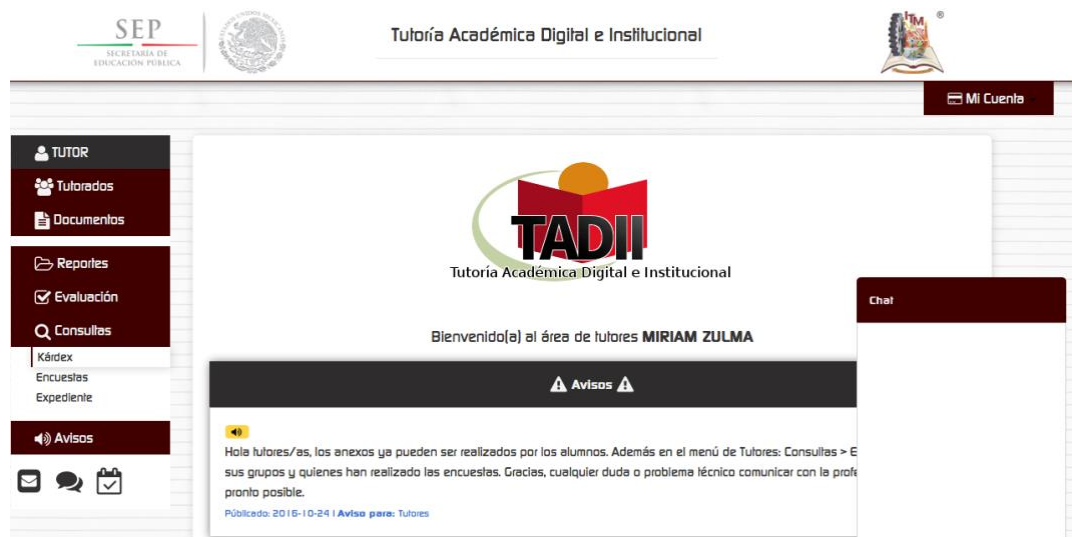 SEP
SECRETARÍA DE
EDUCACIÓN PÚBLICA
Tutoría Académica Digital e Institucional
ITM
®
Mi Cuenta
TUTOR
Tutorados
Documentos
Reportes
Evaluación
Consultas
Kárdex
Encuestas
Expediente
Avisos
TADII
Tutoría Académica Digital e Institucional
Bienvenido(a) al área de tutores MIRIAM ZULMA
Avisos
Hola tutores/as, los anexos ya pueden ser realizados por los alumnos. Además en el menú de Tutores: Consultas > E
sus grupos y quienes han realizado las encuestas. Gracias, cualquier duda o problema técnico comunicar con la profe
pronto posible.
Públicado: 2016-10-24 | Aviso para: Tutores
Chat